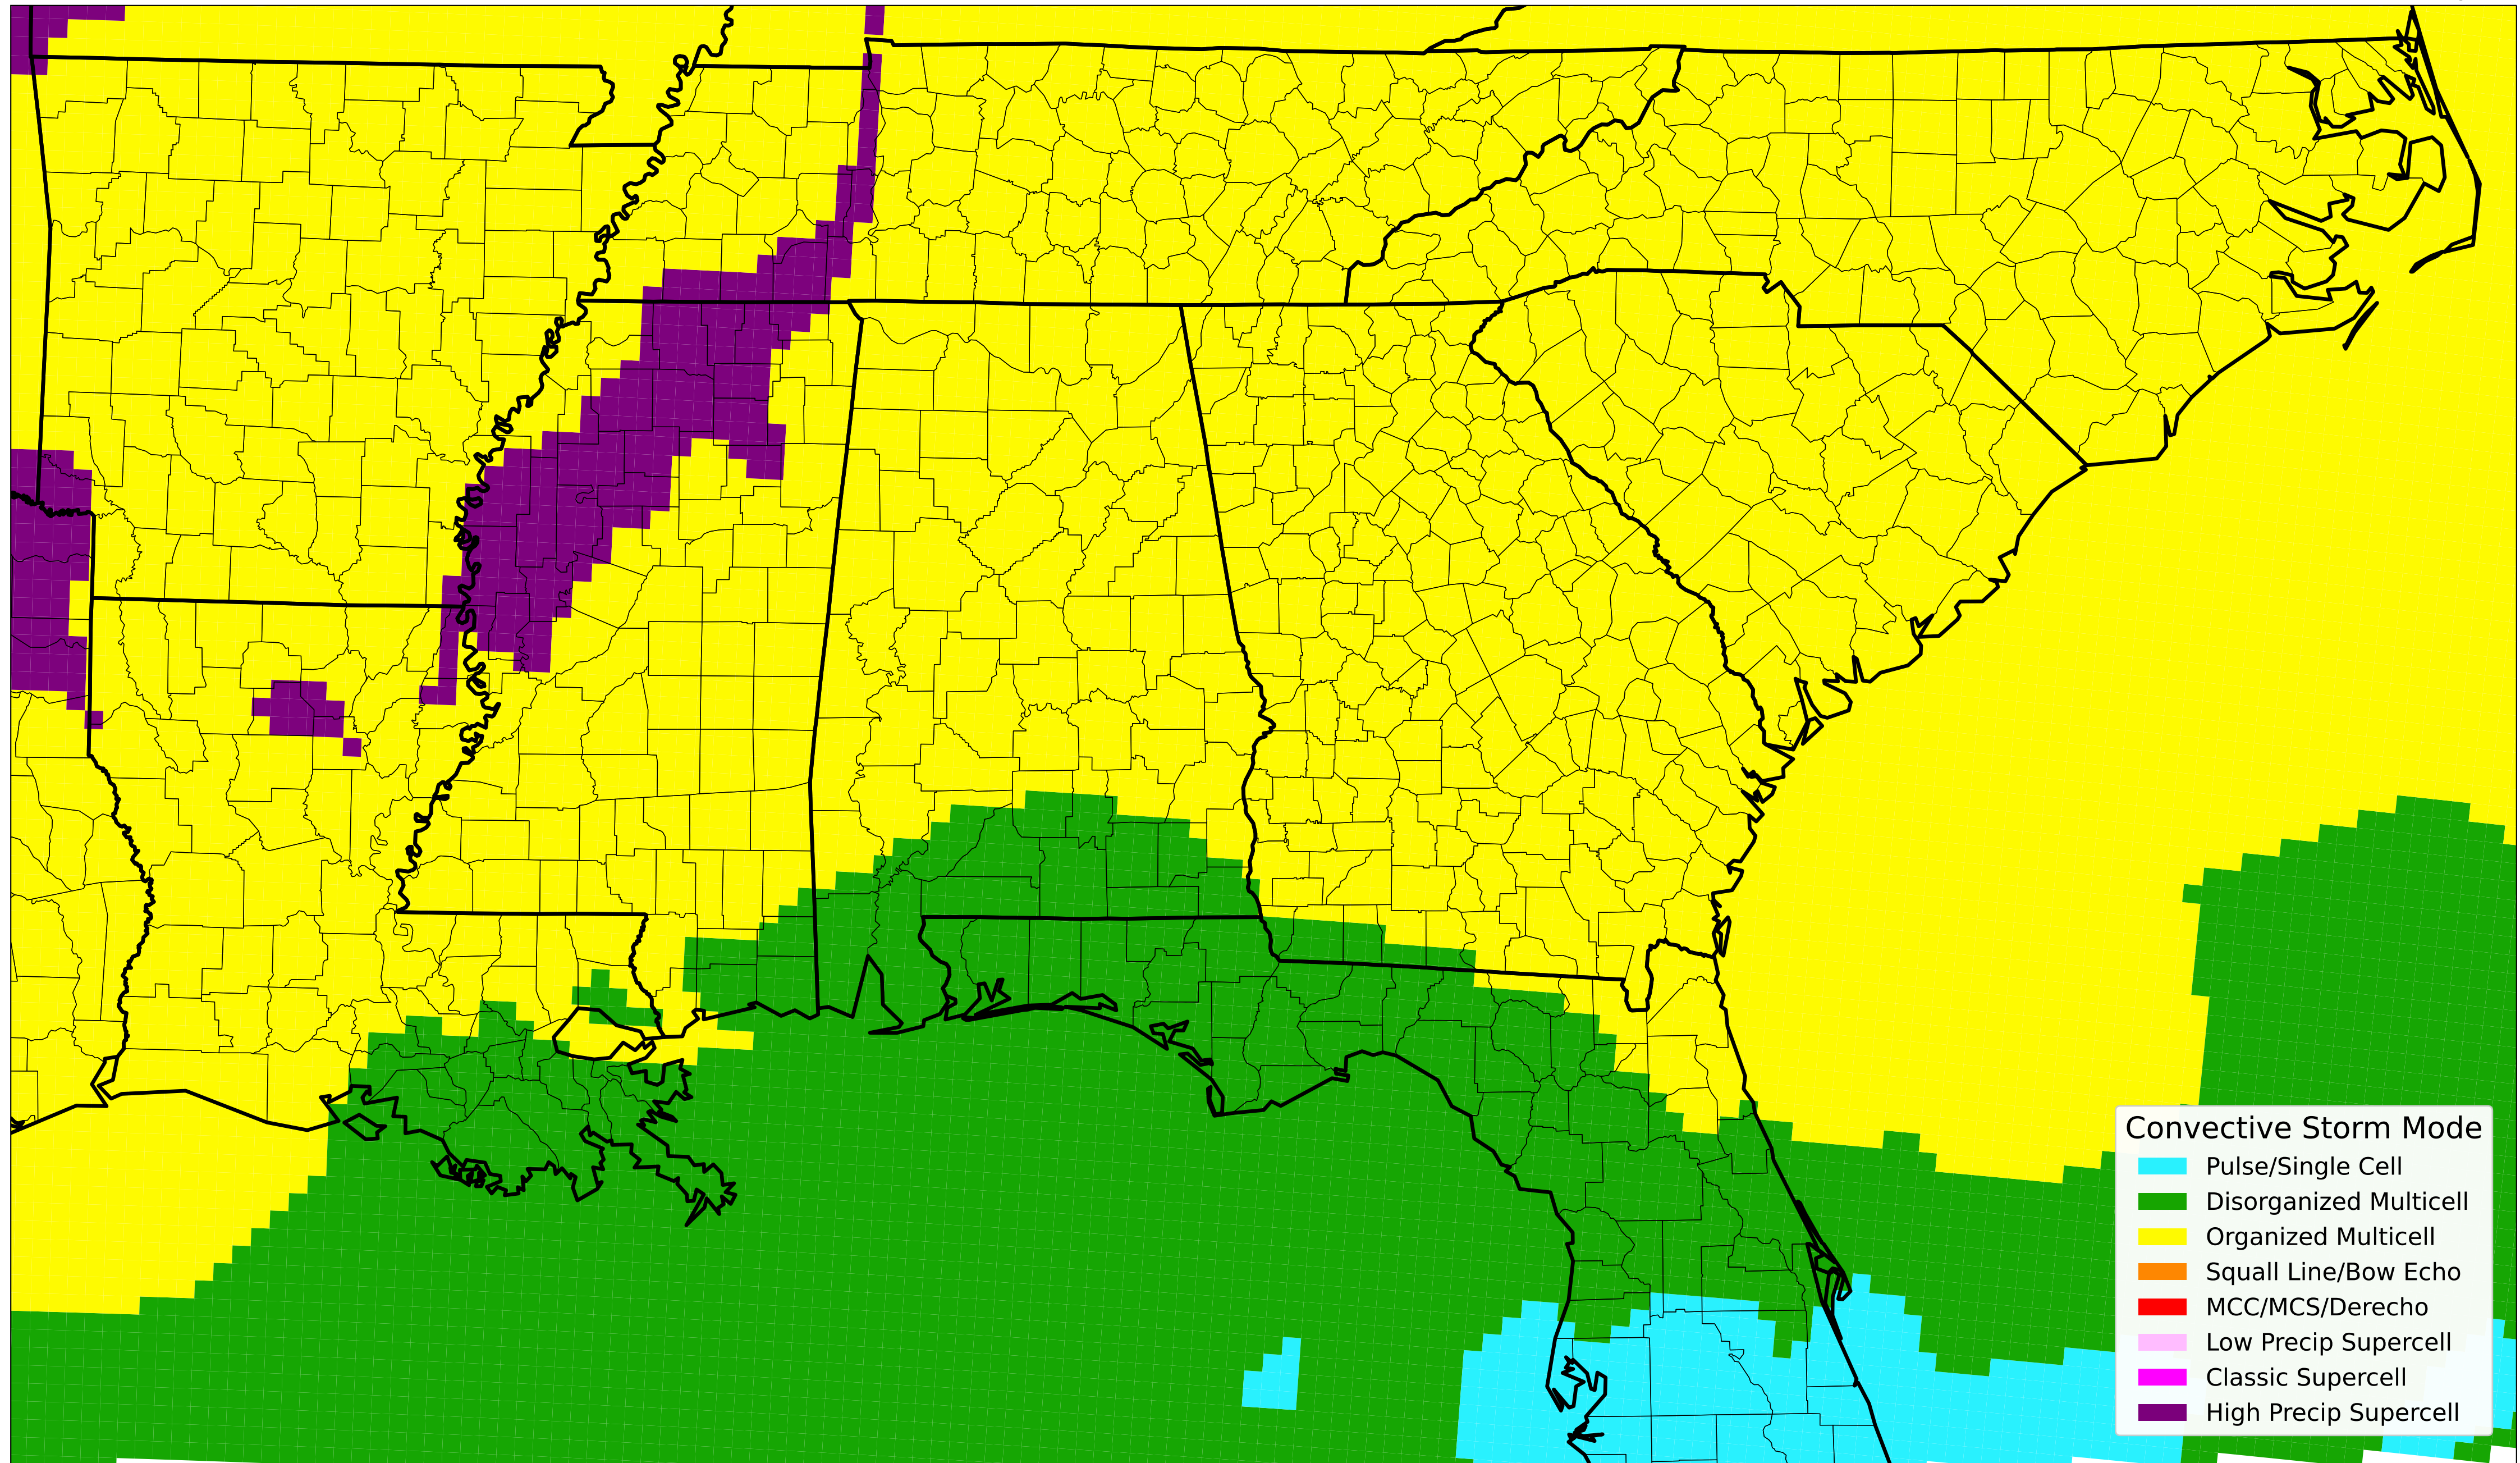 Convective Storm Mode
Pulse/Single Cell
Disorganized Multicell
Organized Multicell
Squall Line/Bow Echo
MCC/MCS/Derecho
Low Precip Supercell
Classic Supercell
High Precip Supercell